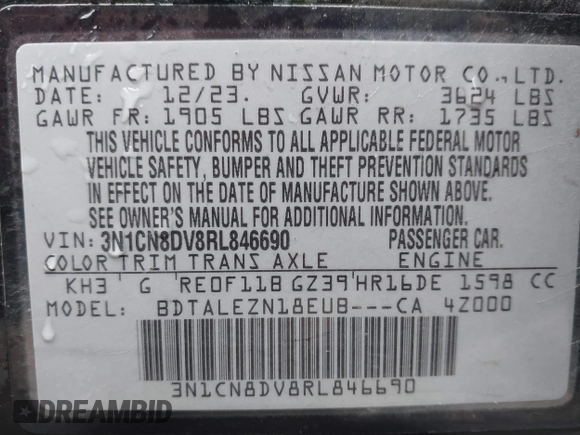 MANUFACTURED BY NISSAN MOTOR CO., LTD.
DATE: 12/23. GVWR: 3624 LBS
GAWR FR: 1905 LBS GAWR RR: 1735 LBS
THIS VEHICLE CONFORMS TO ALL APPLICABLE FEDERAL MOTOR
VEHICLE SAFETY, BUMPER AND THEFT PREVENTION STANDARDS
IN EFFECT ON THE DATE OF MANUFACTURE SHOWN ABOVE.
SEE OWNER'S MANUAL FOR ADDITIONAL INFORMATION.
VIN: 3N1CN8DV8RL846690 PASSENGER CAR.
COLOR TRIM TRANS AXLE ENGINE
KH3 G RE0F11B GZ39 HR16DE 1598 CC
MODEL: BDTALEZN18EUB---CA 4Z000
3N1CN8DV8RL846690
DREAMBID